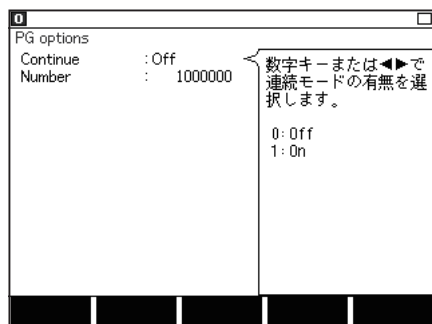 0
PG options
Continue :Off
Number : 1000000
数字キーまたは◀▶で
連続モードの有無を選
択します。
0:Off
1:On